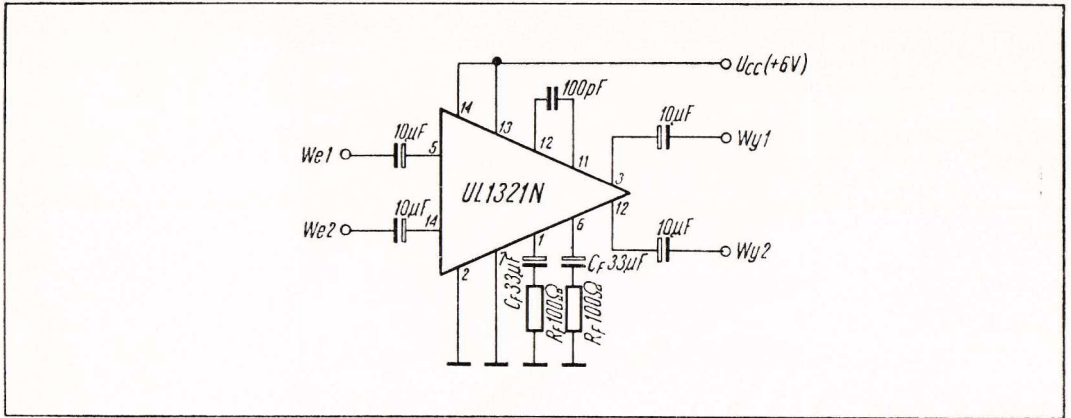 UCC(+6V)
100pF
14
13
12
11
10µF
We1
5
10µF
We2
14
UL1321N
3
12
10µF
Wy1
10µF
Wy2
2
7
1
6
CF 33µF
RF 100Ω
CF 33µF
RF 100Ω